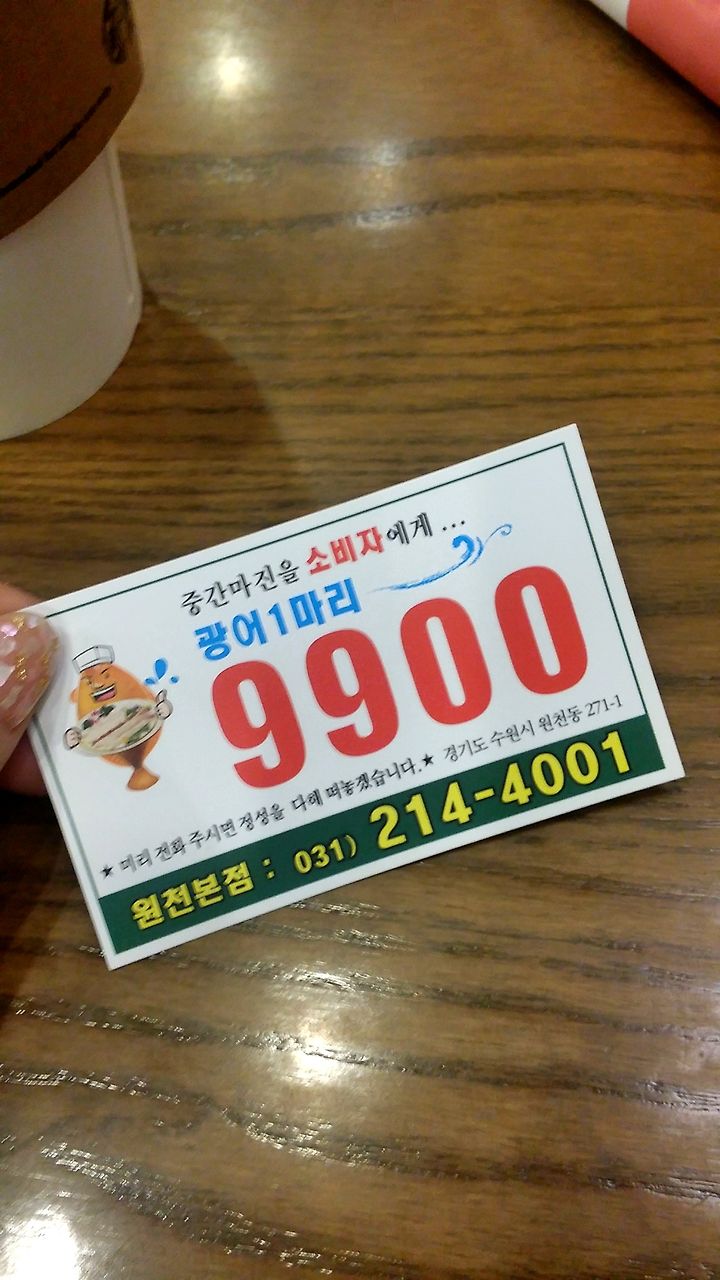 중간마진을 소비자에게 ...
광어1마리
9900
★ 미리 전화 주시면 정성을 다해 떠놓겠습니다.★ 경기도 수원시 원천동 271-1
원천본점 : 031) 214-4001